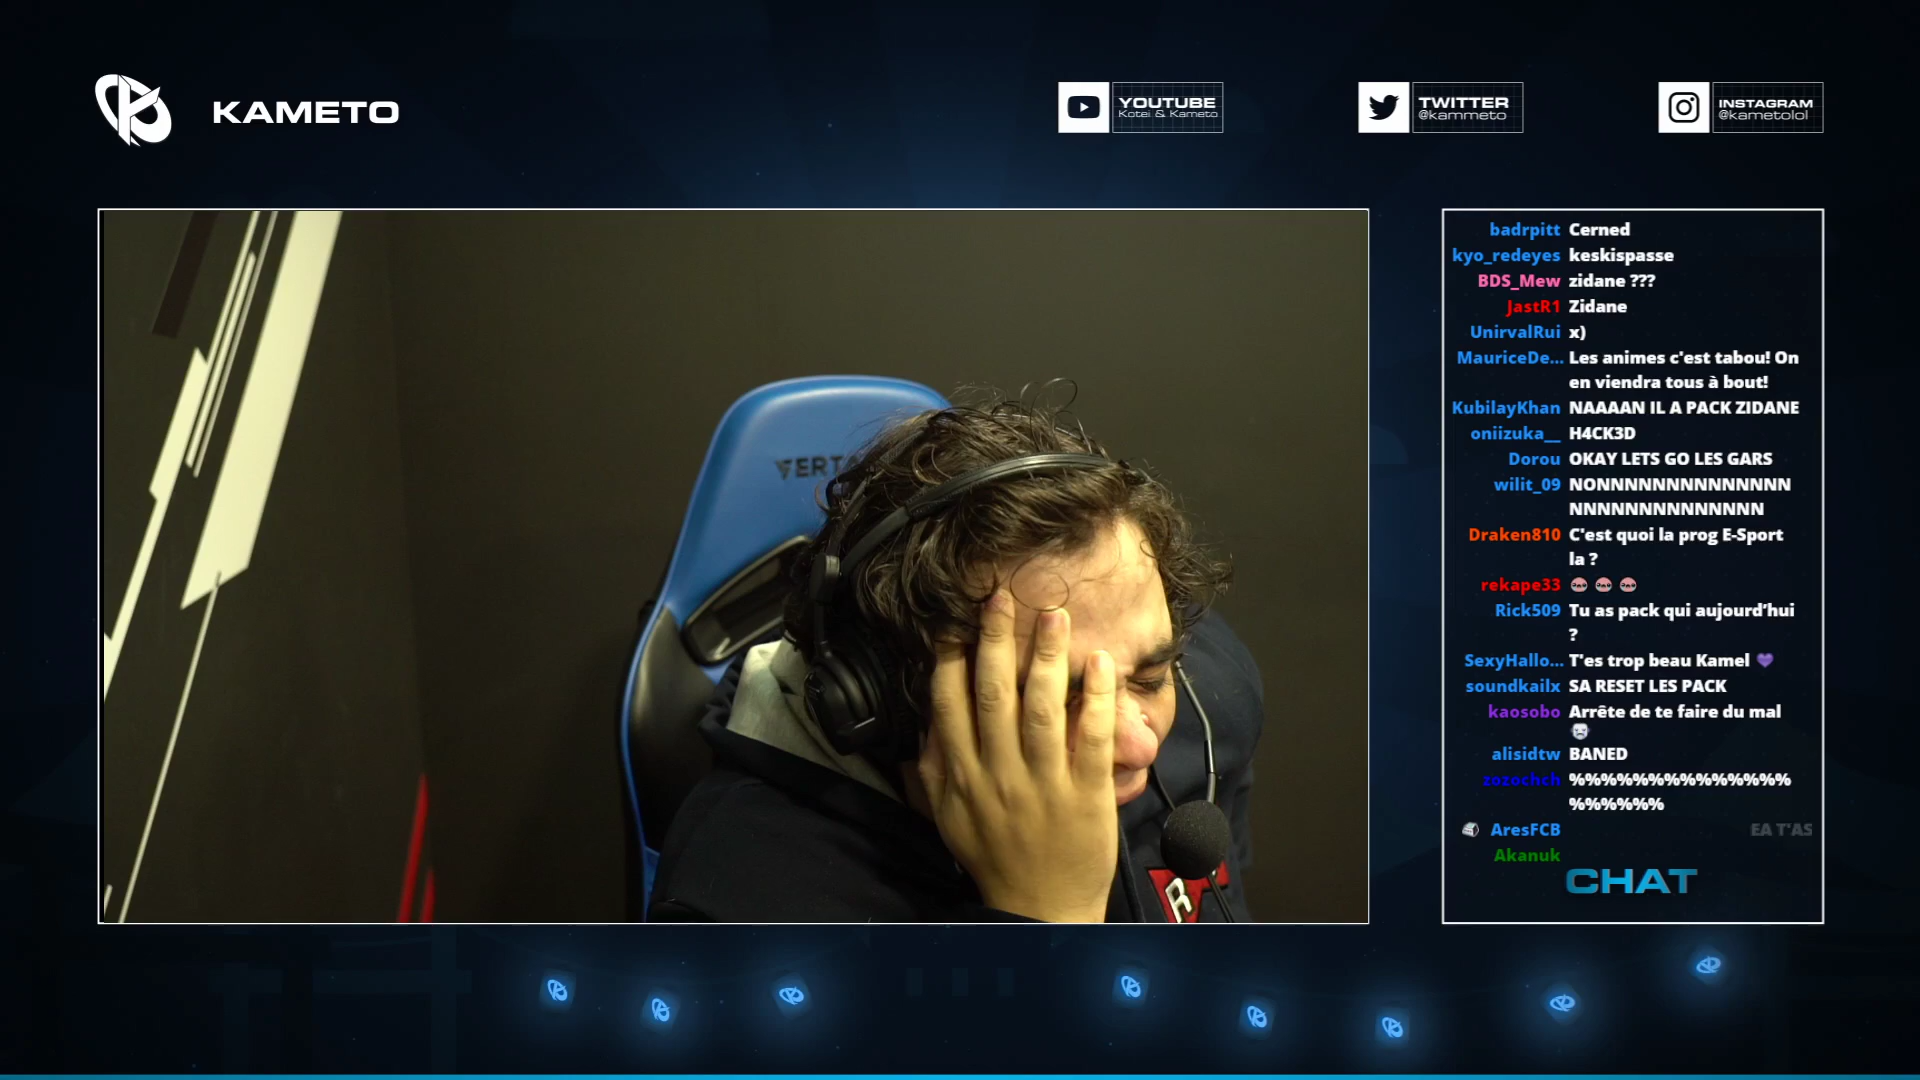 KAMETO
YOUTUBE
Kotei & Kameto
TWITTER
@kammeto
INSTAGRAM
@kametolol
VERT
R
badrpitt Cerned
kyo_redeyes keskispasse
BDS_Mew zidane ???
JastR1 Zidane
UnirvalRui x)
MauriceDe... Les animes c'est tabou! On
en viendra tous à bout!
KubilayKhan NAAAAN IL A PACK ZIDANE
oniizuka__ H4CK3D
Dorou OKAY LETS GO LES GARS
wilit_09 NONNNNNNNNNNNNNN
NNNNNNNNNNNNNN
Draken810 C'est quoi la prog E-Sport
la ?
rekape33
Rick509 Tu as pack qui aujourd'hui
?
SexyHallo... T'es trop beau Kamel 💜
soundkailx SA RESET LES PACK
kaosobo Arrête de te faire du mal
alisidtw BANED
zozochch %%%%%%%%%%%%%%
%%%%%%
AresFCB EA T'AS
Akanuk
CHAT